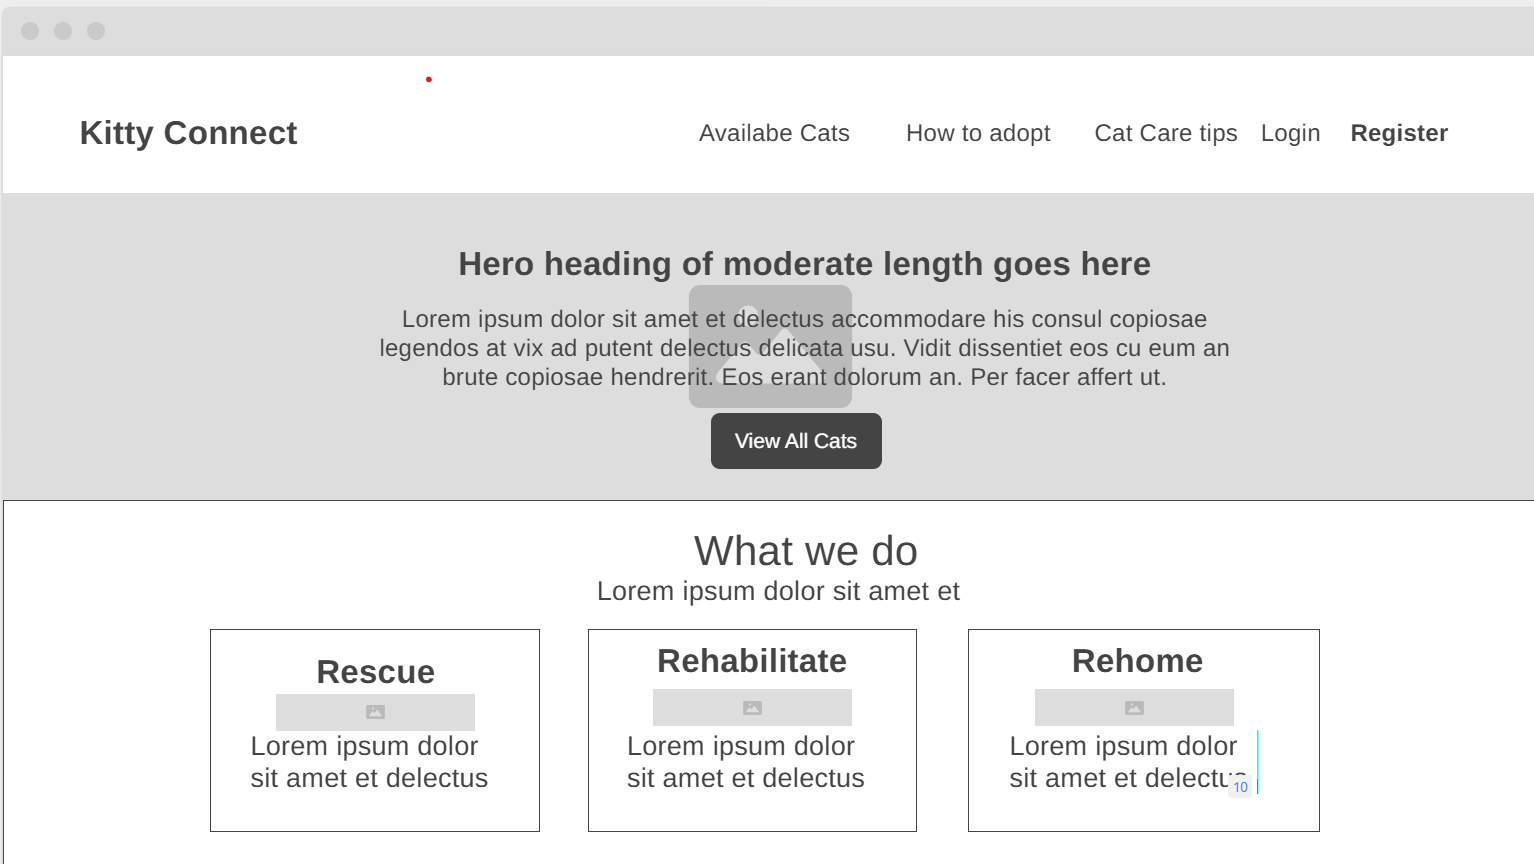 Kitty Connect
Availabe Cats
How to adopt
Cat Care tips
Login
Register
Hero heading of moderate length goes here
Lorem ipsum dolor sit amet et delectus accommodare his consul copiosae
legendos at vix ad putent delectus delicata usu. Vidit dissentiet eos cu eum an
brute copiosae hendrerit. Eos erant dolorum an. Per facer affert ut.
View All Cats
What we do
Lorem ipsum dolor sit amet et
Rescue
Lorem ipsum dolor
sit amet et delectus
Rehabilitate
Lorem ipsum dolor
sit amet et delectus
Rehome
Lorem ipsum dolor
sit amet et delectus
10